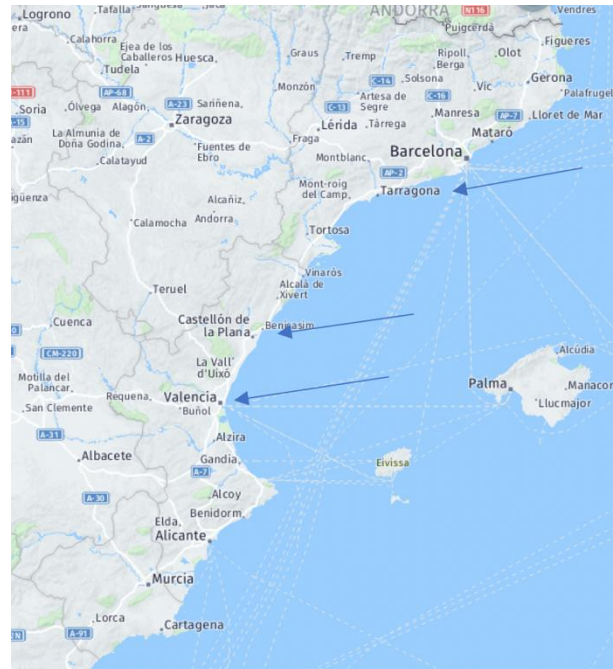 Logrono
Tafalla
ANDORRA
N116
Vendres
Calahorra
Puigcerdà
Figueres
Ejea de los
Caballeros
Huesca
Graus
Tremp
Ripoll
Berga
Olot
Tudela
Solsona
Gerona
-111
AP-68
Monzón
C-14
Vic
Palafrugel
Soria
Ólvega
Alagón
A-23
Sariñena
Artesa de
Segre
C-16
C-13
Manresa
AP-7
Lloret de Mar
-15
Zaragoza
Lérida
Tàrrega
Mataró
La Almunia de
Doña Godina
A-2
Fuentes de
Ebro
Fraga
Barcelona
Calatayud
Montblanc
AP-2
Mont-roig
del Camp
Tarragona
Alcañiz
Calamocha
Andorra
Tortosa
Vinaròs
Teruel
Alcalà de
Xivert
Cuenca
Castellón de
la Plana
Benicasim
CM-220
La Vall
d'Uixó
Alcúdia
Motilla del
Palancar
Requena
Valencia
Palma
Manacor
San Clemente
Buñol
Llucmajor
A-31
Alzira
Albacete
Gandia
Eivissa
A-7
A-30
Alcoy
Benidorm
Elda
Alicante
Murcia
Lorca
Cartagena
A-91